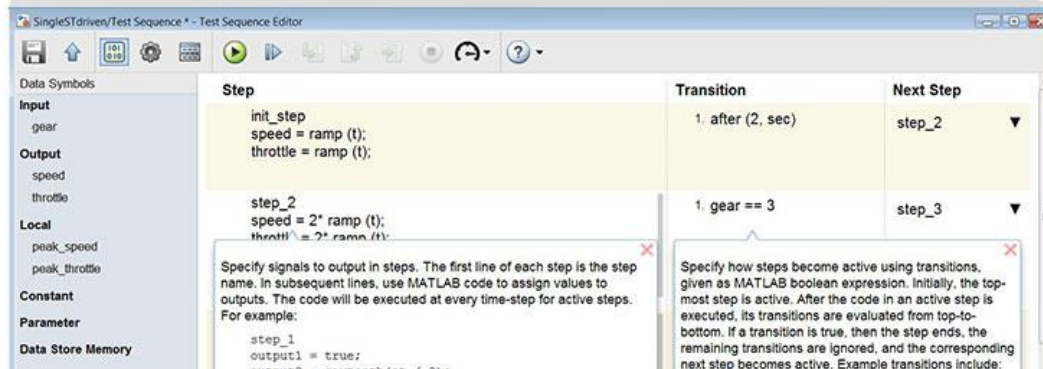 SingleSTdriven/Test Sequence * - Test Sequence Editor
Data Symbols
Input
gear
Output
speed
throttle
Local
peak_speed
peak_throttle
Constant
Parameter
Data Store Memory
Step
Transition
Next Step
init_step
speed = ramp (t);
throttle = ramp (t);
1. after (2, sec)
step_2
step_2
speed = 2* ramp (t);
= 2* ramp (t);
1. gear == 3
step_3
Specify signals to output in steps. The first line of each step is the step
name. In subsequent lines, use MATLAB code to assign values to
outputs. The code will be executed at every time-step for active steps.
For example:
step_1
output1 = true;
Specify how steps become active using transitions,
given as MATLAB boolean expression. Initially, the top-
most step is active. After the code in an active step is
executed, its transitions are evaluated from top-to-
bottom. If a transition is true, then the step ends, the
remaining transitions are ignored, and the corresponding
next step becomes active. Example transitions include: